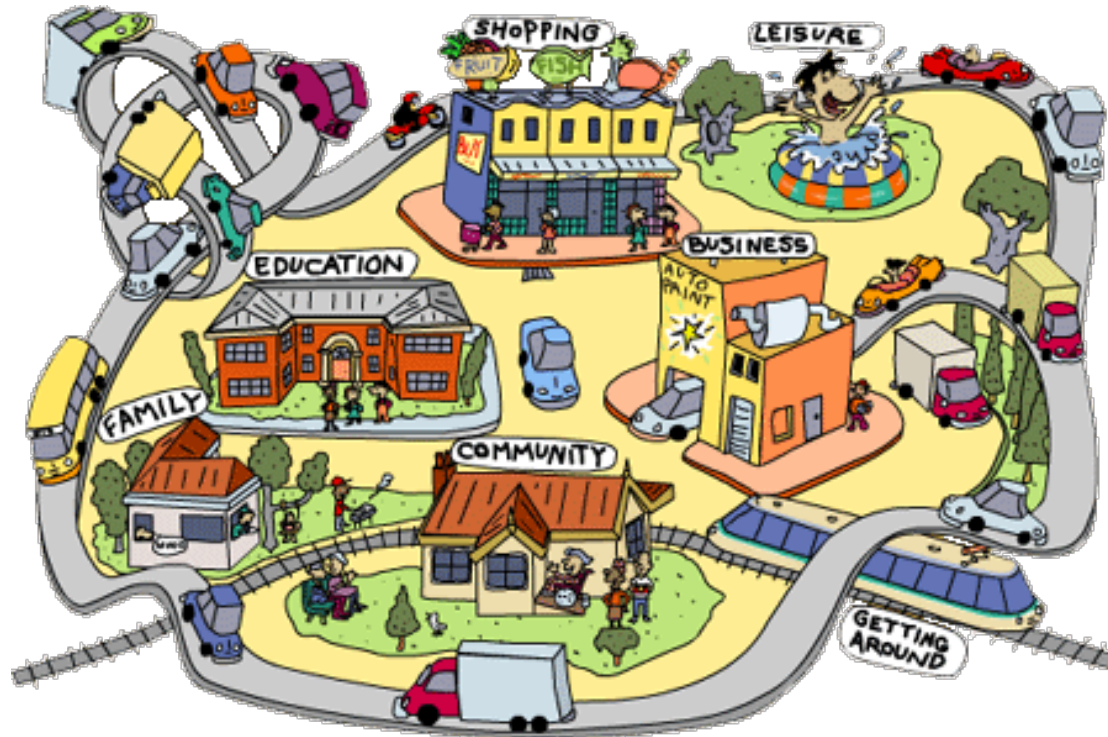 SHOPPING
LEISURE
FRUIT
FISH
BUY
BUSINESS
EDUCATION
AUTO
PAINT
FAMILY
COMMUNITY
GETTING
AROUND